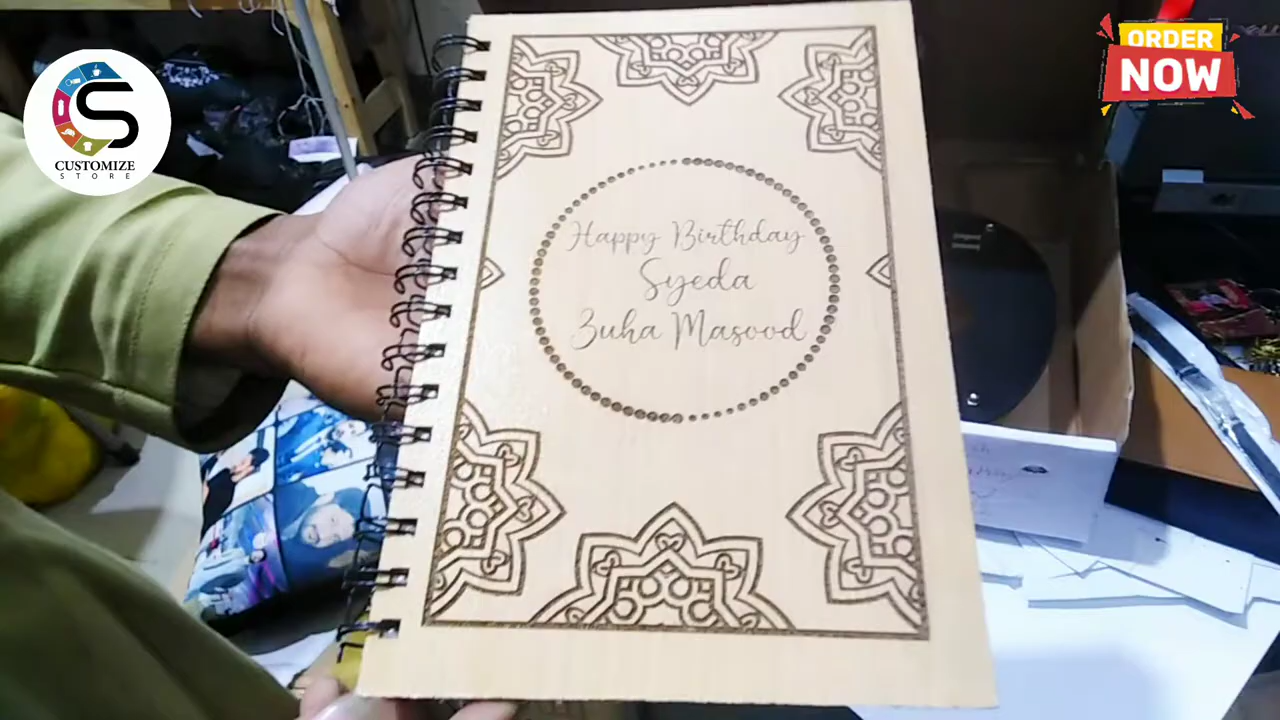 CUSTOMIZE
STORE
ORDER
NOW
Happy Birthday
Syeda
Zuha Masood